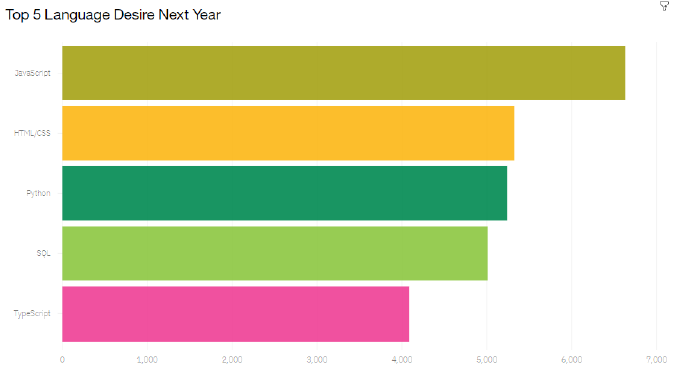 Top 5 Language Desire Next Year
JavaScript
HTML/CSS
Python
SQL
TypeScript
0 1,000 2,000 3,000 4,000 5,000 6,000 7,000